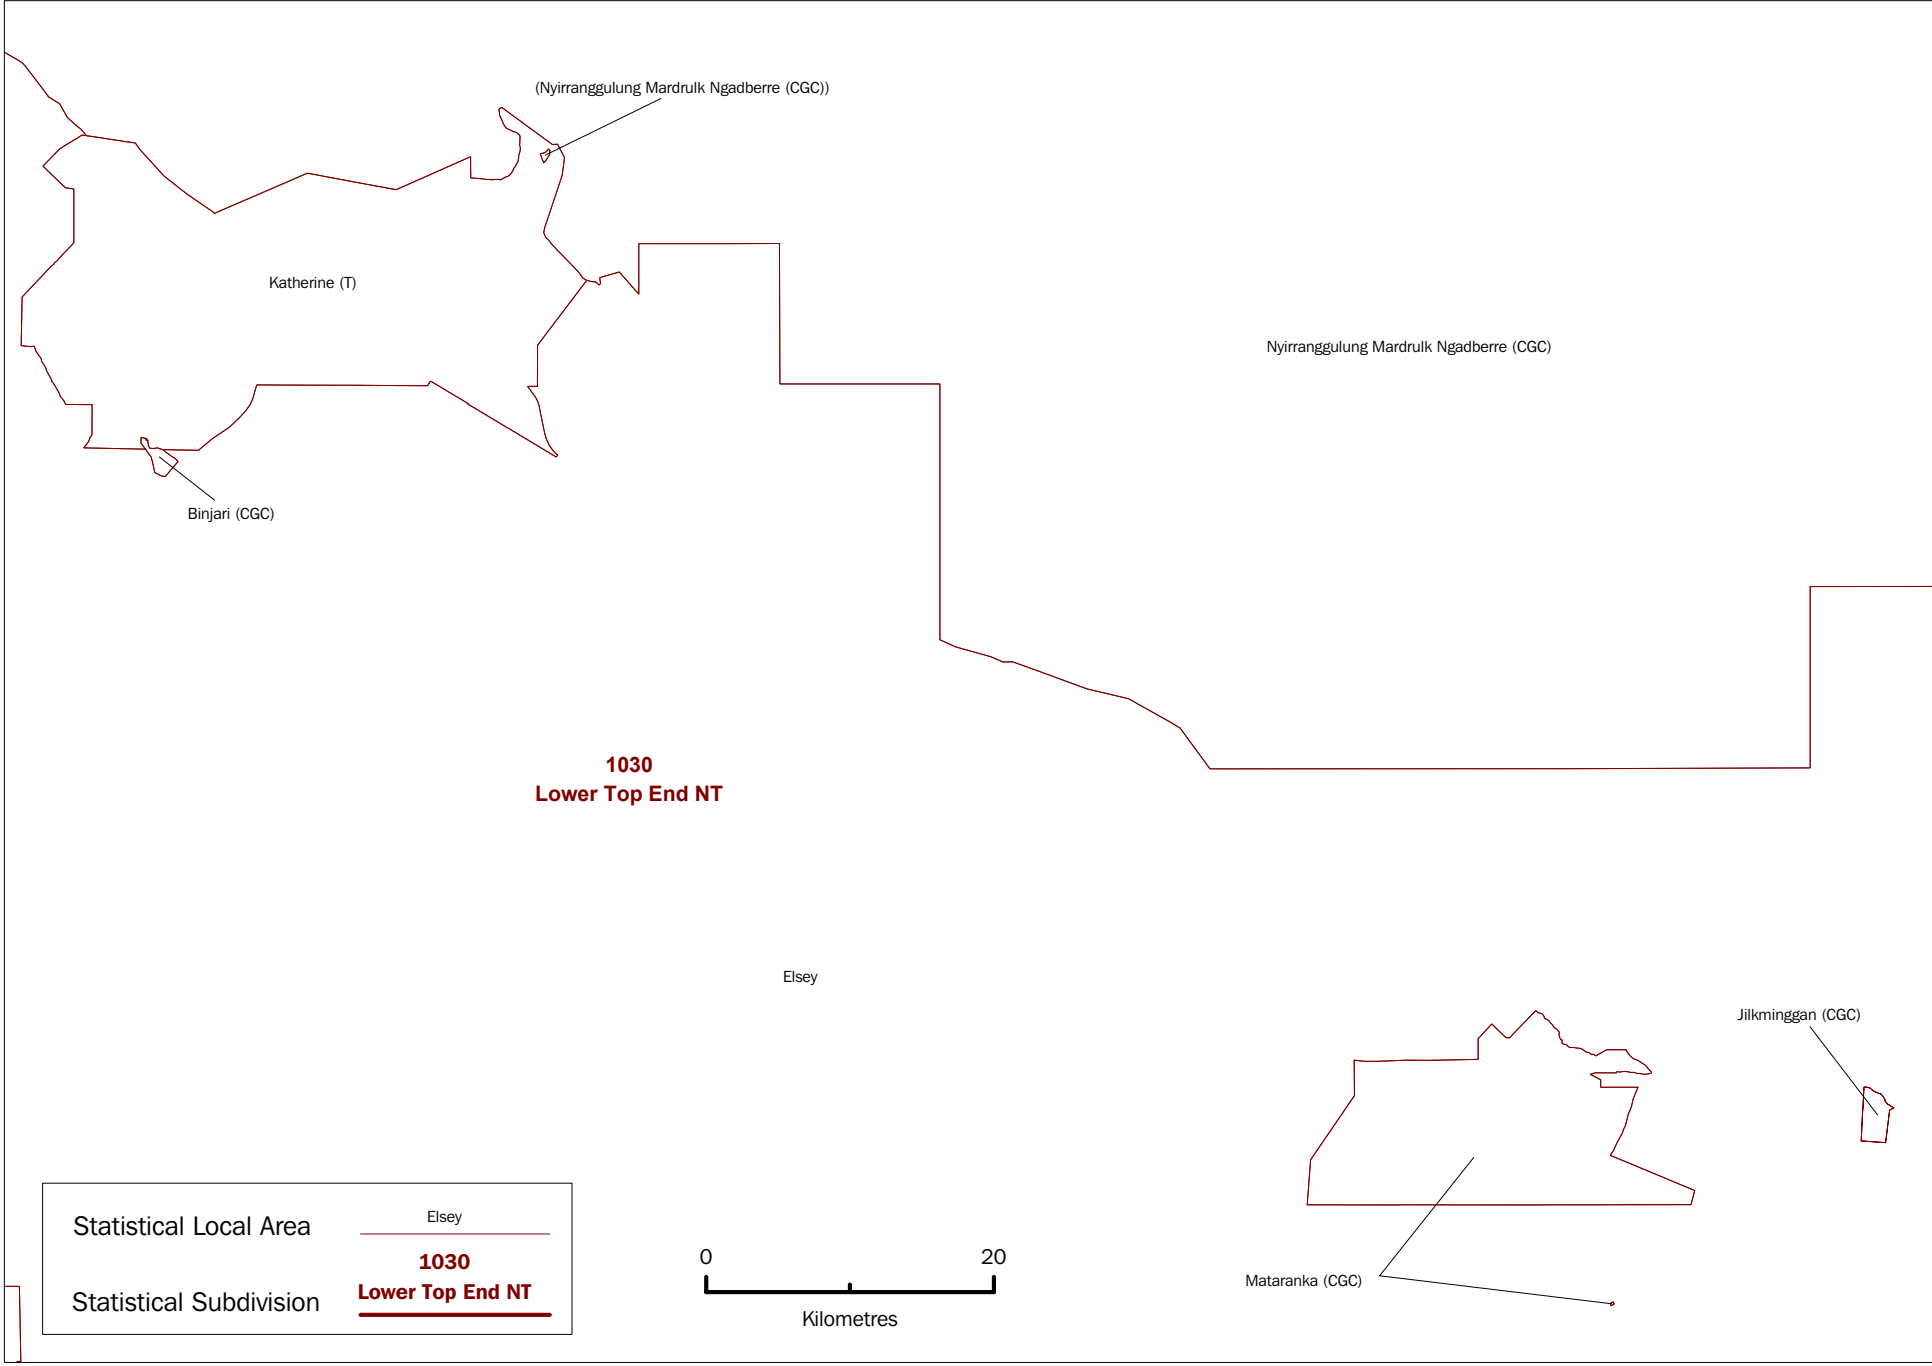 (Nyirranggulung Mardrulk Ngadberre (CGC))
Katherine (T)
Nyirranggulung Mardrulk Ngadberre (CGC)
Binjari (CGC)
1030
Lower Top End NT
Elsey
Jilkminggan (CGC)
Mataranka (CGC)
Statistical Local Area
Elsey
Statistical Subdivision
1030
Lower Top End NT
0
20
Kilometres